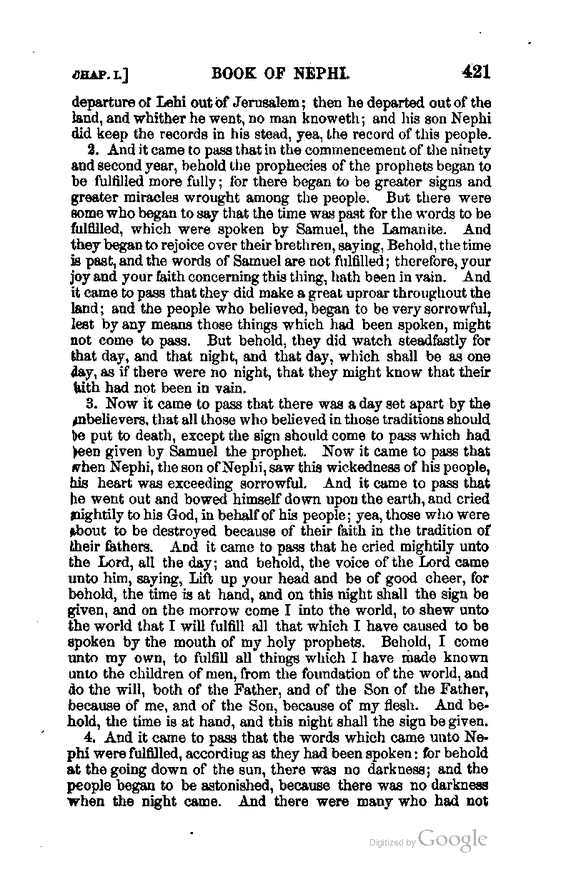 CHAP. I.] BOOK OF NEPHI. 421
departure of Lehi out of Jerusalem; then he departed out of the
land, and whither he went, no man knoweth; and his son Nephi
did keep the records in his stead, yea, the record of this people.
2. And it came to pass that in the commencement of the ninety
and second year, behold the prophecies of the prophets began to
be fulfilled more fully; for there began to be greater signs and
greater miracles wrought among the people. But there were
some who began to say that the time was past for the words to be
fulfilled, which were spoken by Samuel, the Lamanite. And
they began to rejoice over their brethren, saying, Behold, the time
is past, and the words of Samuel are not fulfilled; therefore, your
joy and your faith concerning this thing, hath been in vain. And
it came to pass that they did make a great uproar throughout the
land; and the people who believed, began to be very sorrowful,
lest by any means those things which had been spoken, might
not come to pass. But behold, they did watch steadfastly for
that day, and that night, and that day, which shall be as one
day, as if there were no night, that they might know that their
faith had not been in vain.
3. Now it came to pass that there was a day set apart by the
unbelievers, that all those who believed in those traditions should
be put to death, except the sign should come to pass which had
been given by Samuel the prophet. Now it came to pass that
when Nephi, the son of Nephi, saw this wickedness of his people,
his heart was exceeding sorrowful. And it came to pass that
he went out and bowed himself down upon the earth, and cried
mightily to his God, in behalf of his people; yea, those who were
about to be destroyed because of their faith in the tradition of
their fathers. And it came to pass that he cried mightily unto
the Lord, all the day; and behold, the voice of the Lord came
unto him, saying, Lift up your head and be of good cheer, for
behold, the time is at hand, and on this night shall the sign be
given, and on the morrow come I into the world, to shew unto
the world that I will fulfill all that which I have caused to be
spoken by the mouth of my holy prophets. Behold, I come
unto my own, to fulfill all things which I have made known
unto the children of men, from the foundation of the world, and
do the will, both of the Father, and of the Son of the Father,
because of me, and of the Son, because of my flesh. And be-
hold, the time is at hand, and this night shall the sign be given.
4. And it came to pass that the words which came unto Ne-
phi were fulfilled, according as they had been spoken: for behold
at the going down of the sun, there was no darkness; and the
people began to be astonished, because there was no darkness
when the night came. And there were many who had not
Digitized by Google